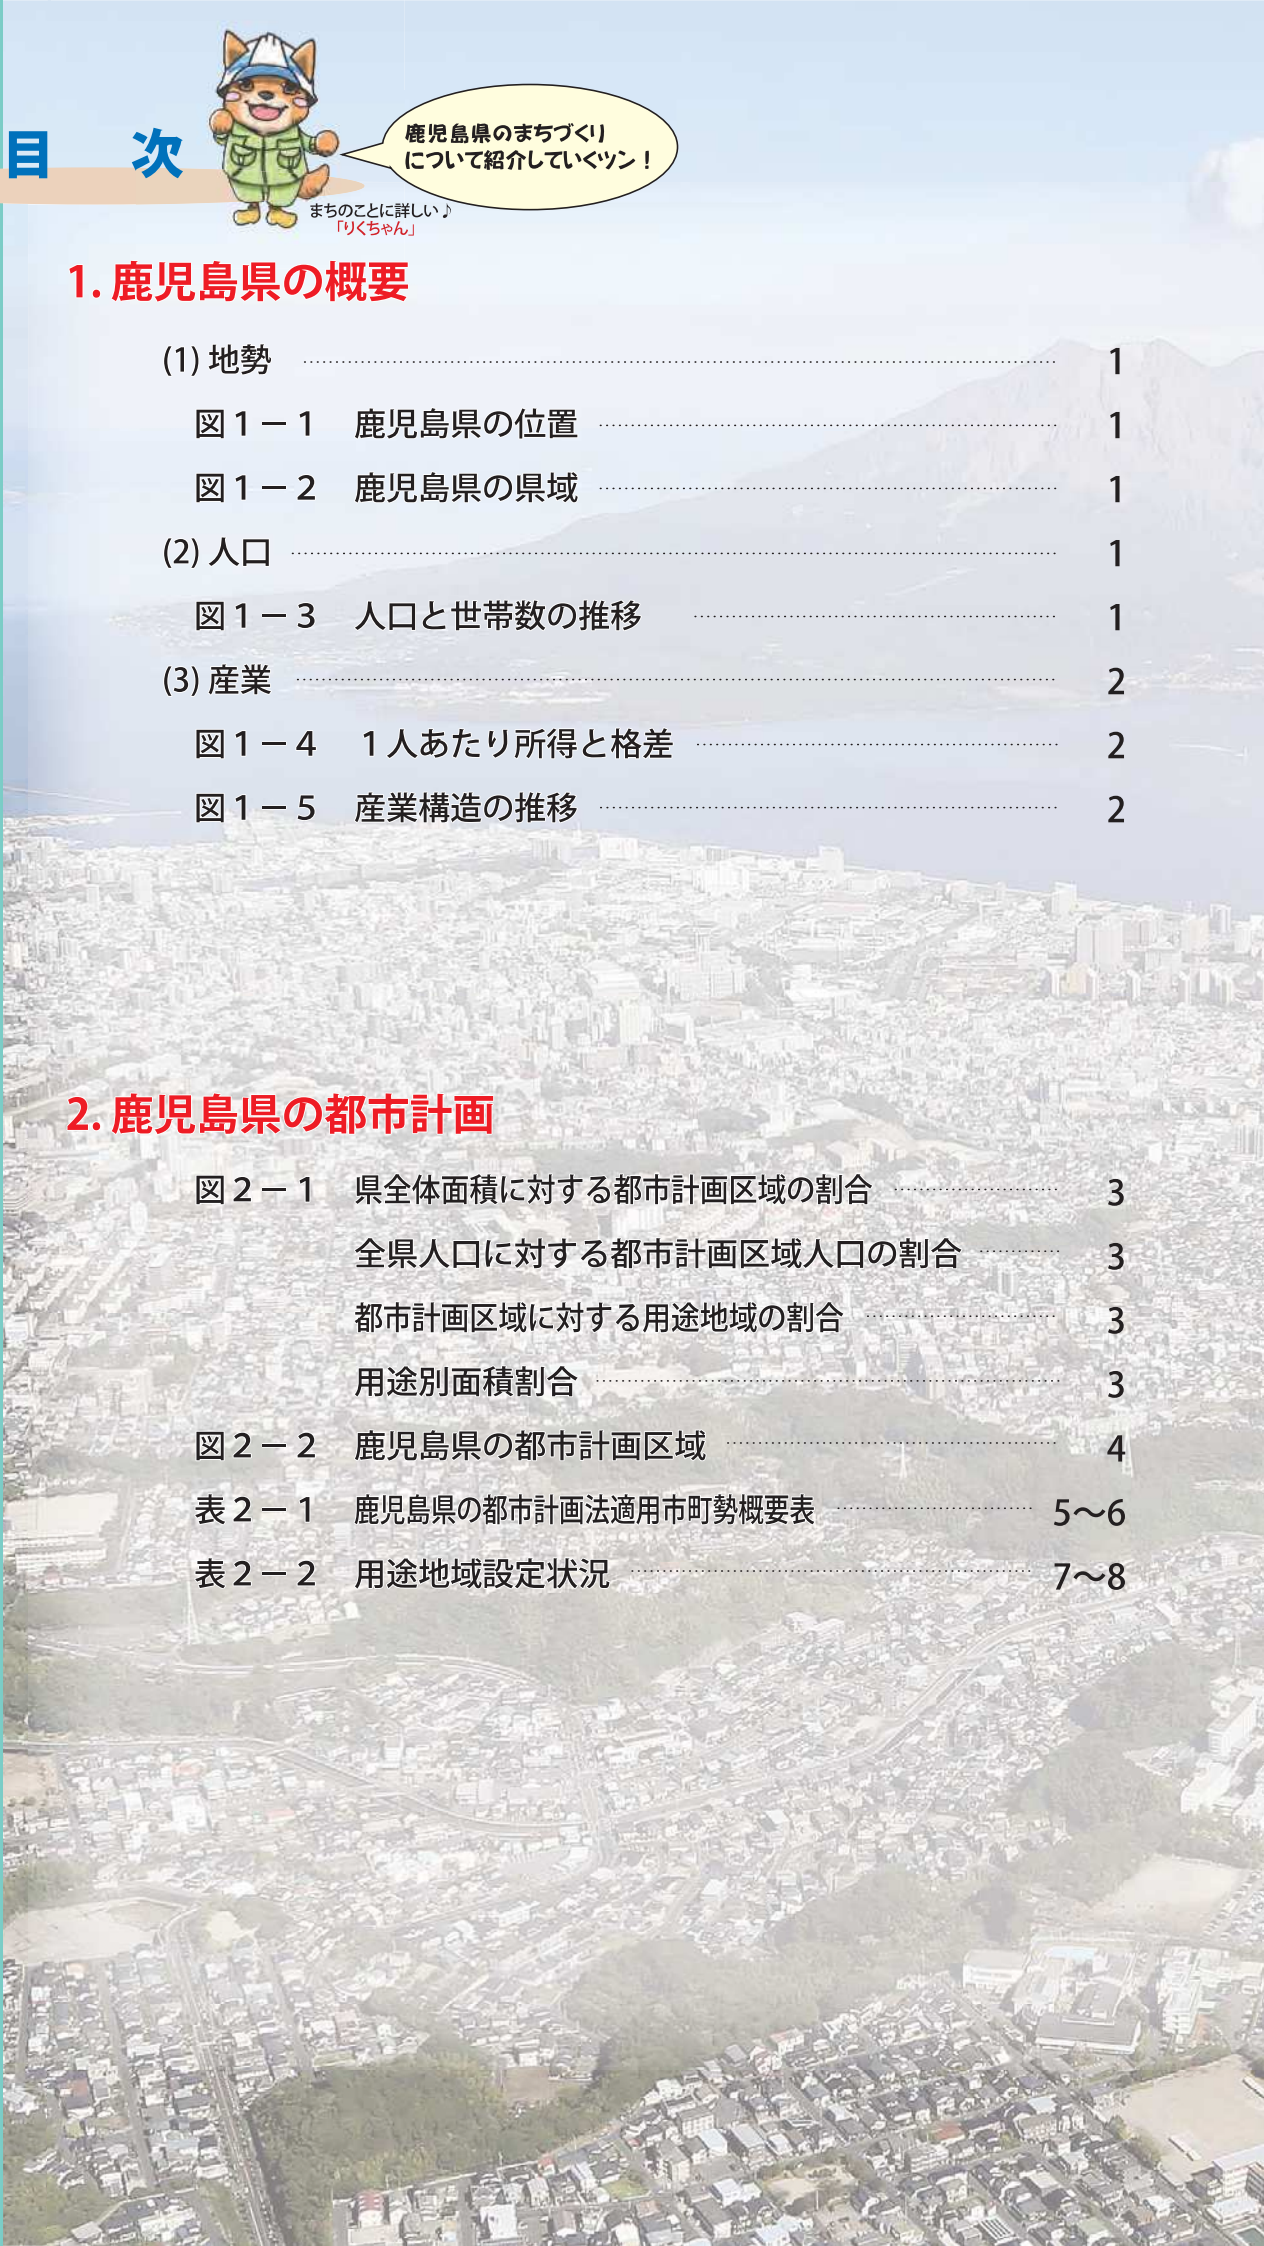 目　次
鹿児島県のまちづくり
について紹介していくツン！
まちのことに詳しい♪
「りくちゃん」
1. 鹿児島県の概要
(1) 地勢 1
図１－１　鹿児島県の位置 1
図１－２　鹿児島県の県域 1
(2) 人口 1
図１－３　人口と世帯数の推移 1
(3) 産業 2
図１－４　１人あたり所得と格差 2
図１－５　産業構造の推移 2
2. 鹿児島県の都市計画
図２－１　県全体面積に対する都市計画区域の割合 3
全県人口に対する都市計画区域人口の割合 3
都市計画区域に対する用途地域の割合 3
用途別面積割合 3
図２－２　鹿児島県の都市計画区域 4
表２－１　鹿児島県の都市計画法適用市町勢概要表 5～6
表２－２　用途地域設定状況 7～8